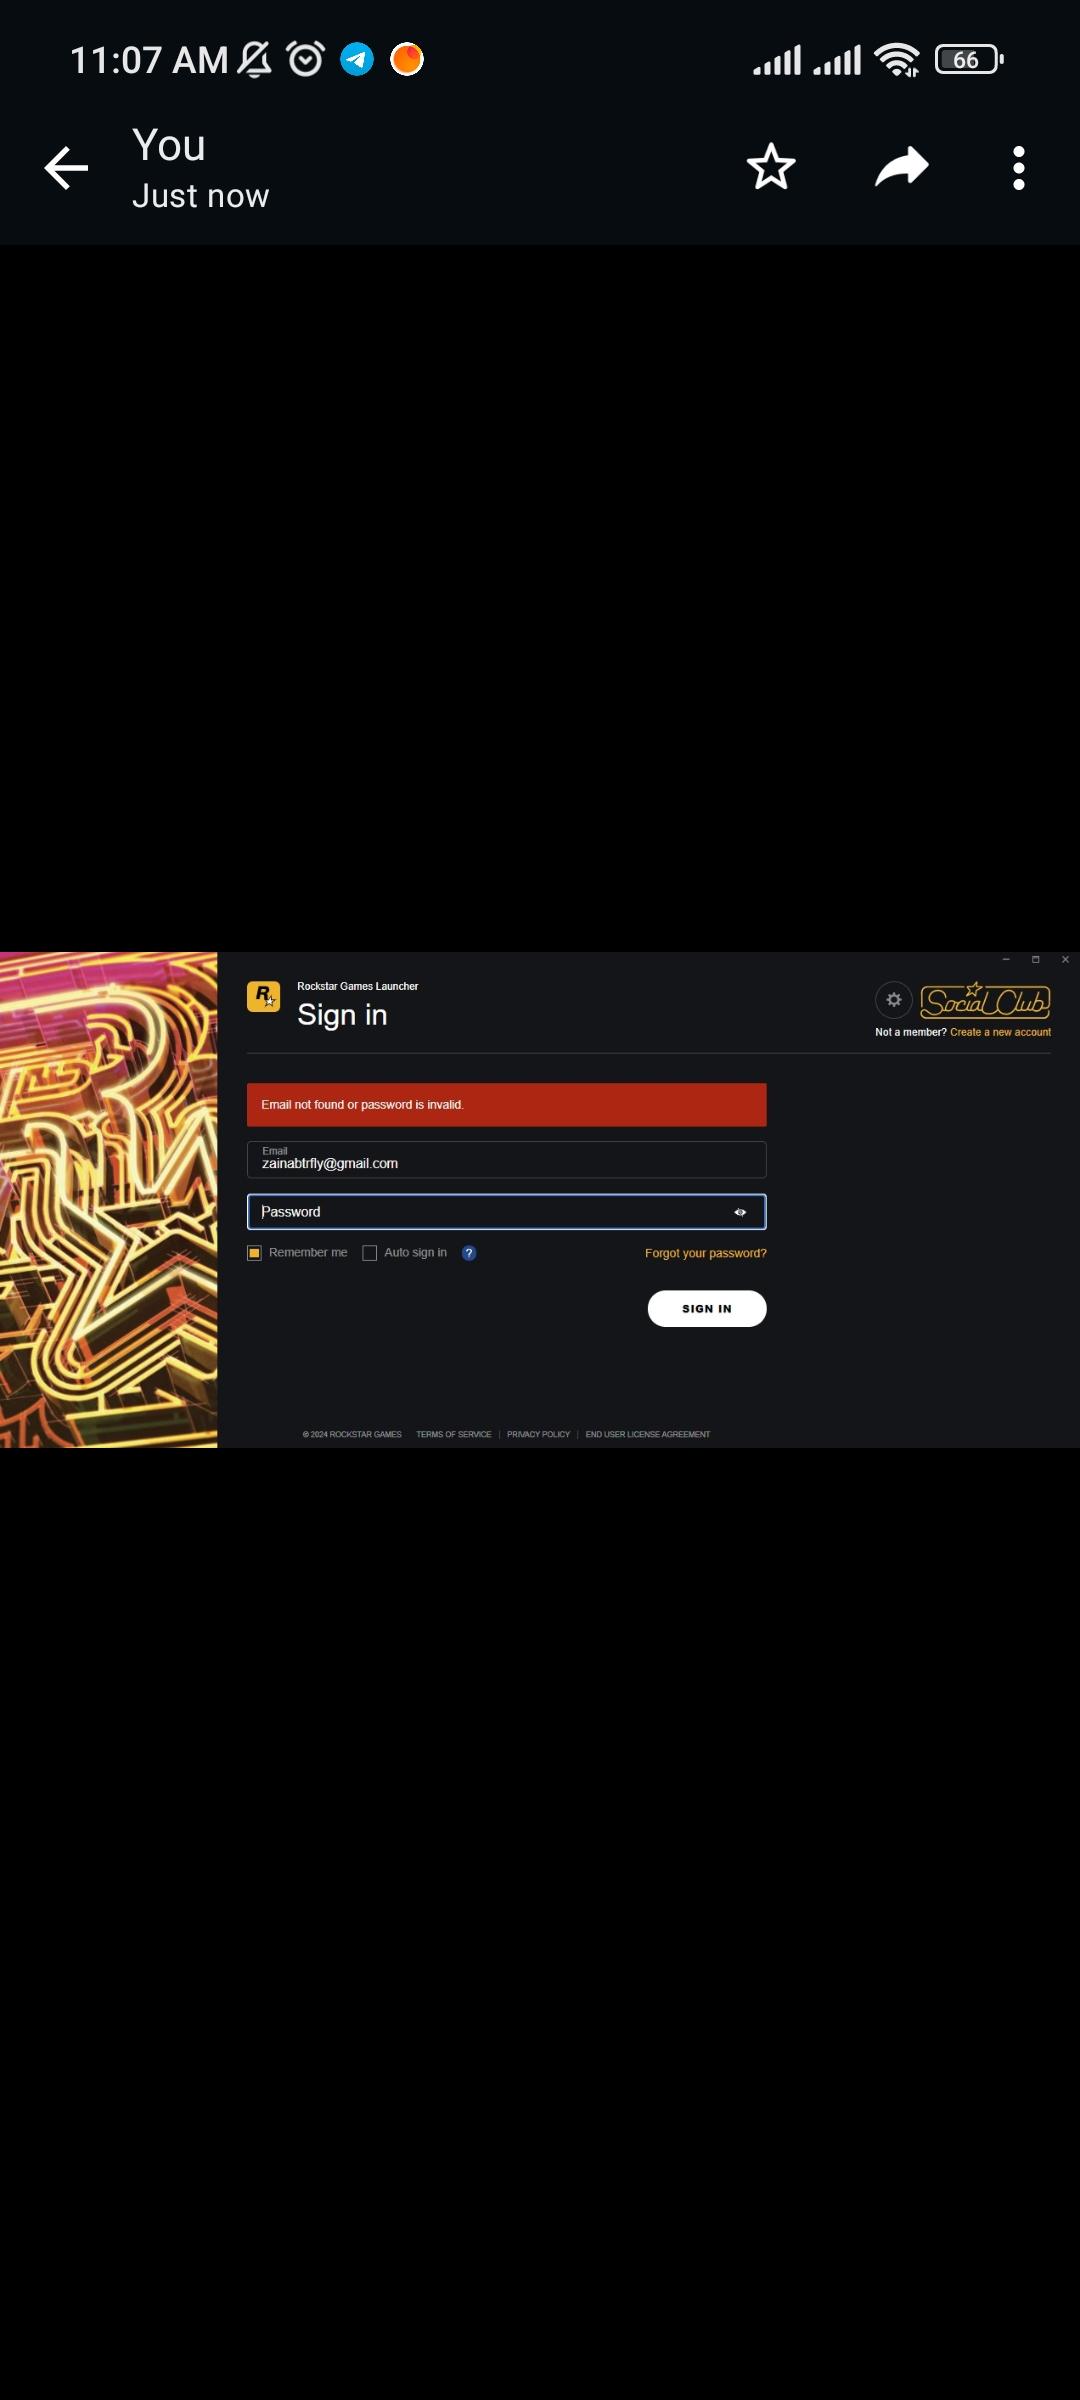 11:07 AM
66
You
Just now
Rockstar Games Launcher
Sign in
Social Club
Not a member? Create a new account
Email not found or password is invalid.
Email
zainabtrfly@gmail.com
Password
Remember me Auto sign in ? Forgot your password?
SIGN IN
© 2024 ROCKSTAR GAMES TERMS OF SERVICE | PRIVACY POLICY | END USER LICENSE AGREEMENT